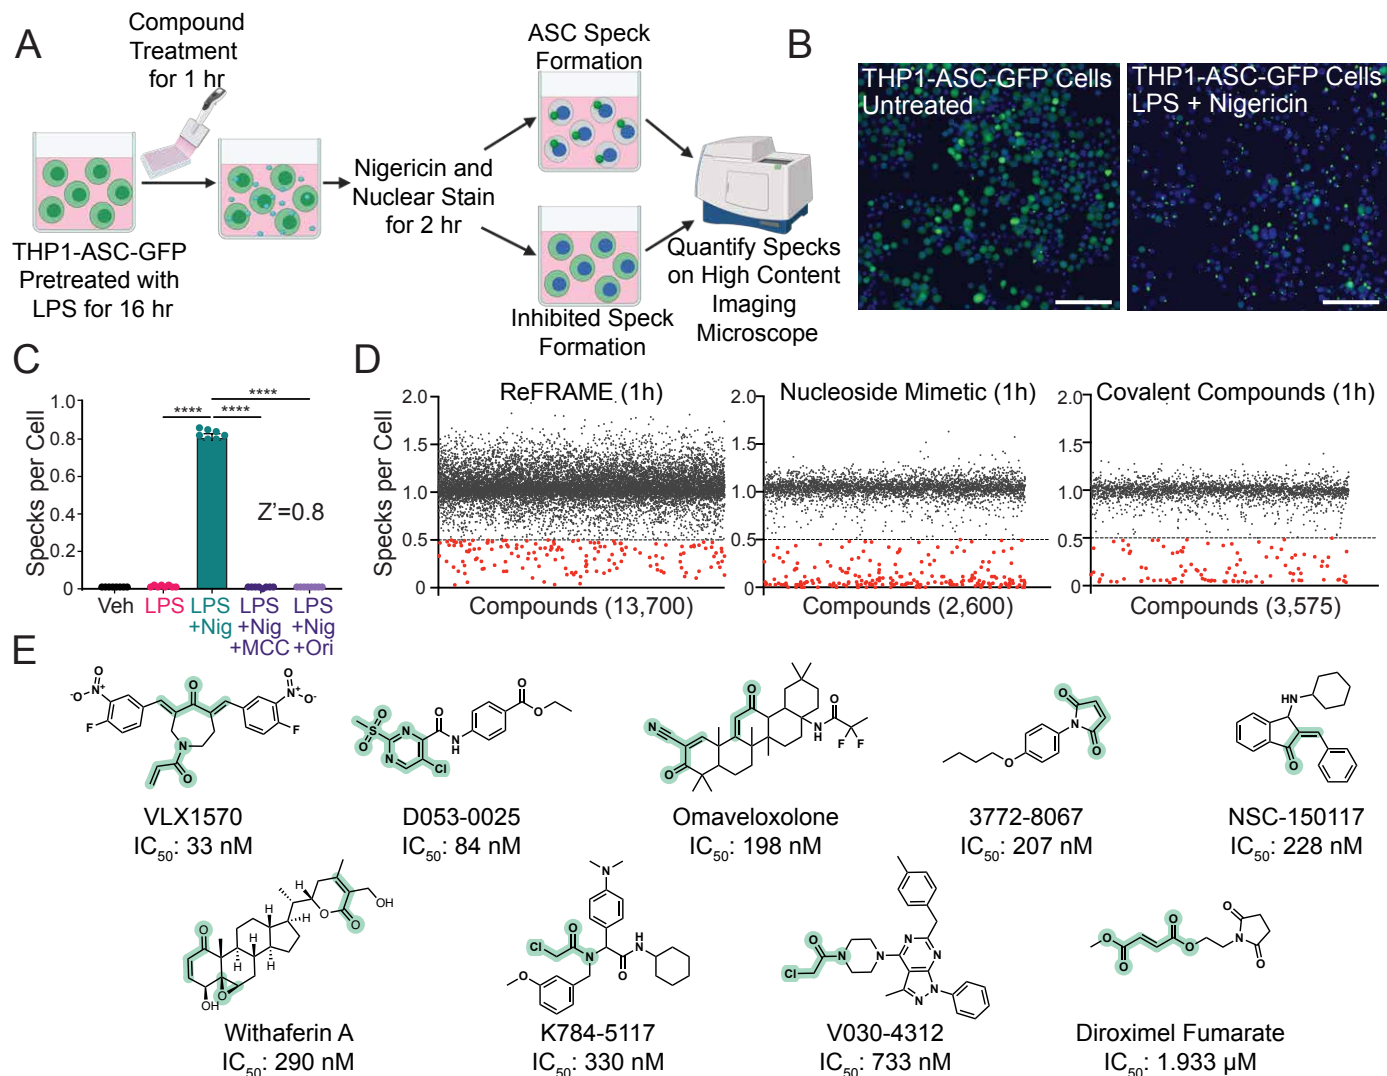 A
Compound
Treatment
for 1 hr
THP1-ASC-GFP
Pretreated with
LPS for 16 hr
Nigericin and
Nuclear Stain
for 2 hr
ASC Speck
Formation
Inhibited Speck
Formation
Quantify Specks
on High Content
Imaging
Microscope
B
THP1-ASC-GFP Cells
Untreated
THP1-ASC-GFP Cells
LPS + Nigericin
C
Specks per Cell
1.0
0.8
0.6
0.4
0.2
0
**** **** ****
Z'=0.8
Veh
LPS
LPS
+Nig
LPS
+Nig
+MCC
LPS
+Nig
+Ori
D
Specks per Cell
ReFRAME (1h)
2.0
1.5
1.0
0.5
0
Compounds (13,700)
Nucleoside Mimetic (1h)
2.0
1.5
1.0
0.5
0
Compounds (2,600)
Covalent Compounds (1h)
2.0
1.5
1.0
0.5
0
Compounds (3,575)
E
VLX1570
IC50: 33 nM
D053-0025
IC50: 84 nM
Omaveloxolone
IC50: 198 nM
3772-8067
IC50: 207 nM
NSC-150117
IC50: 228 nM
Withaferin A
IC50: 290 nM
K784-5117
IC50: 330 nM
V030-4312
IC50: 733 nM
Diroximel Fumarate
IC50: 1.933 µM